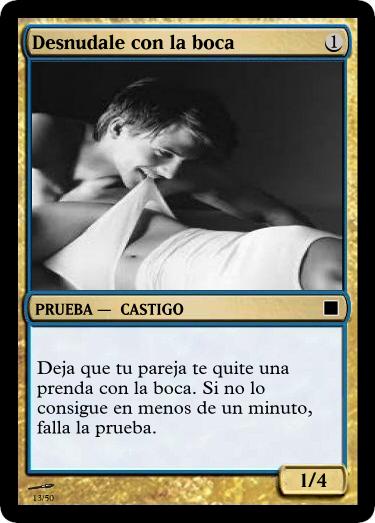 Desnudale con la boca 1
PRUEBA — CASTIGO
Deja que tu pareja te quite una
prenda con la boca. Si no lo
consigue en menos de un minuto,
falla la prueba.
1/4
13/50